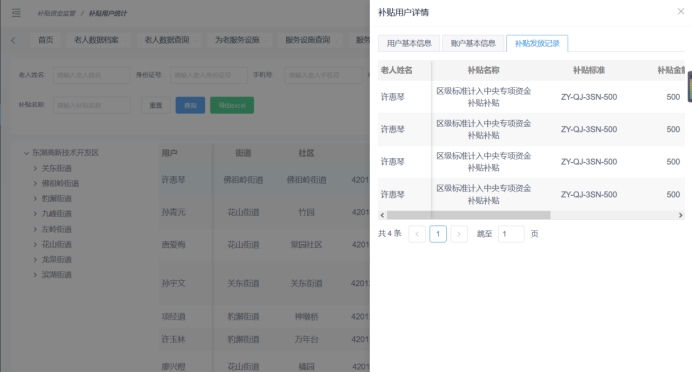 补贴资金监管 / 补贴用户统计
首页 老人数据档案 老人数据查询 为老服务设施 服务设施查询
老人姓名: 请输入老人姓名 身份证号: 请输入老人身份证号 手机号: 请输入老人手机号
补贴名称: 请输入补贴名称 重置 查询 导出excel
东湖高新技术开发区
关东街道
佛祖岭街道
豹澥街道
九峰街道
左岭街道
花山街道
龙泉街道
滨湖街道
用户 街道 社区
许惠琴 佛祖岭街道 佛祖岭街道 4201
孙青元 花山街道 竹园 4201
唐爱梅 花山街道 常园社区 4201
孙宇文 关东街道 关东街道 4201
项经道 豹澥街道 神墩桥 4201
许玉林 豹澥街道 万年台 4201
廖兴煜 花山街道 桶园 4201
补贴用户详情
用户基本信息 账户基本信息 补贴发放记录
老人姓名 补贴名称 补贴标准 补贴金额
许惠琴 区级标准计入中央专项资金补贴补贴 ZY-QJ-3SN-500 500
许惠琴 区级标准计入中央专项资金补贴补贴 ZY-QJ-3SN-500 500
许惠琴 区级标准计入中央专项资金补贴补贴 ZY-QJ-3SN-500 500
许惠琴 区级标准计入中央专项资金补贴补贴 ZY-QJ-3SN-500 500
共 4 条 1 跳至 1 页